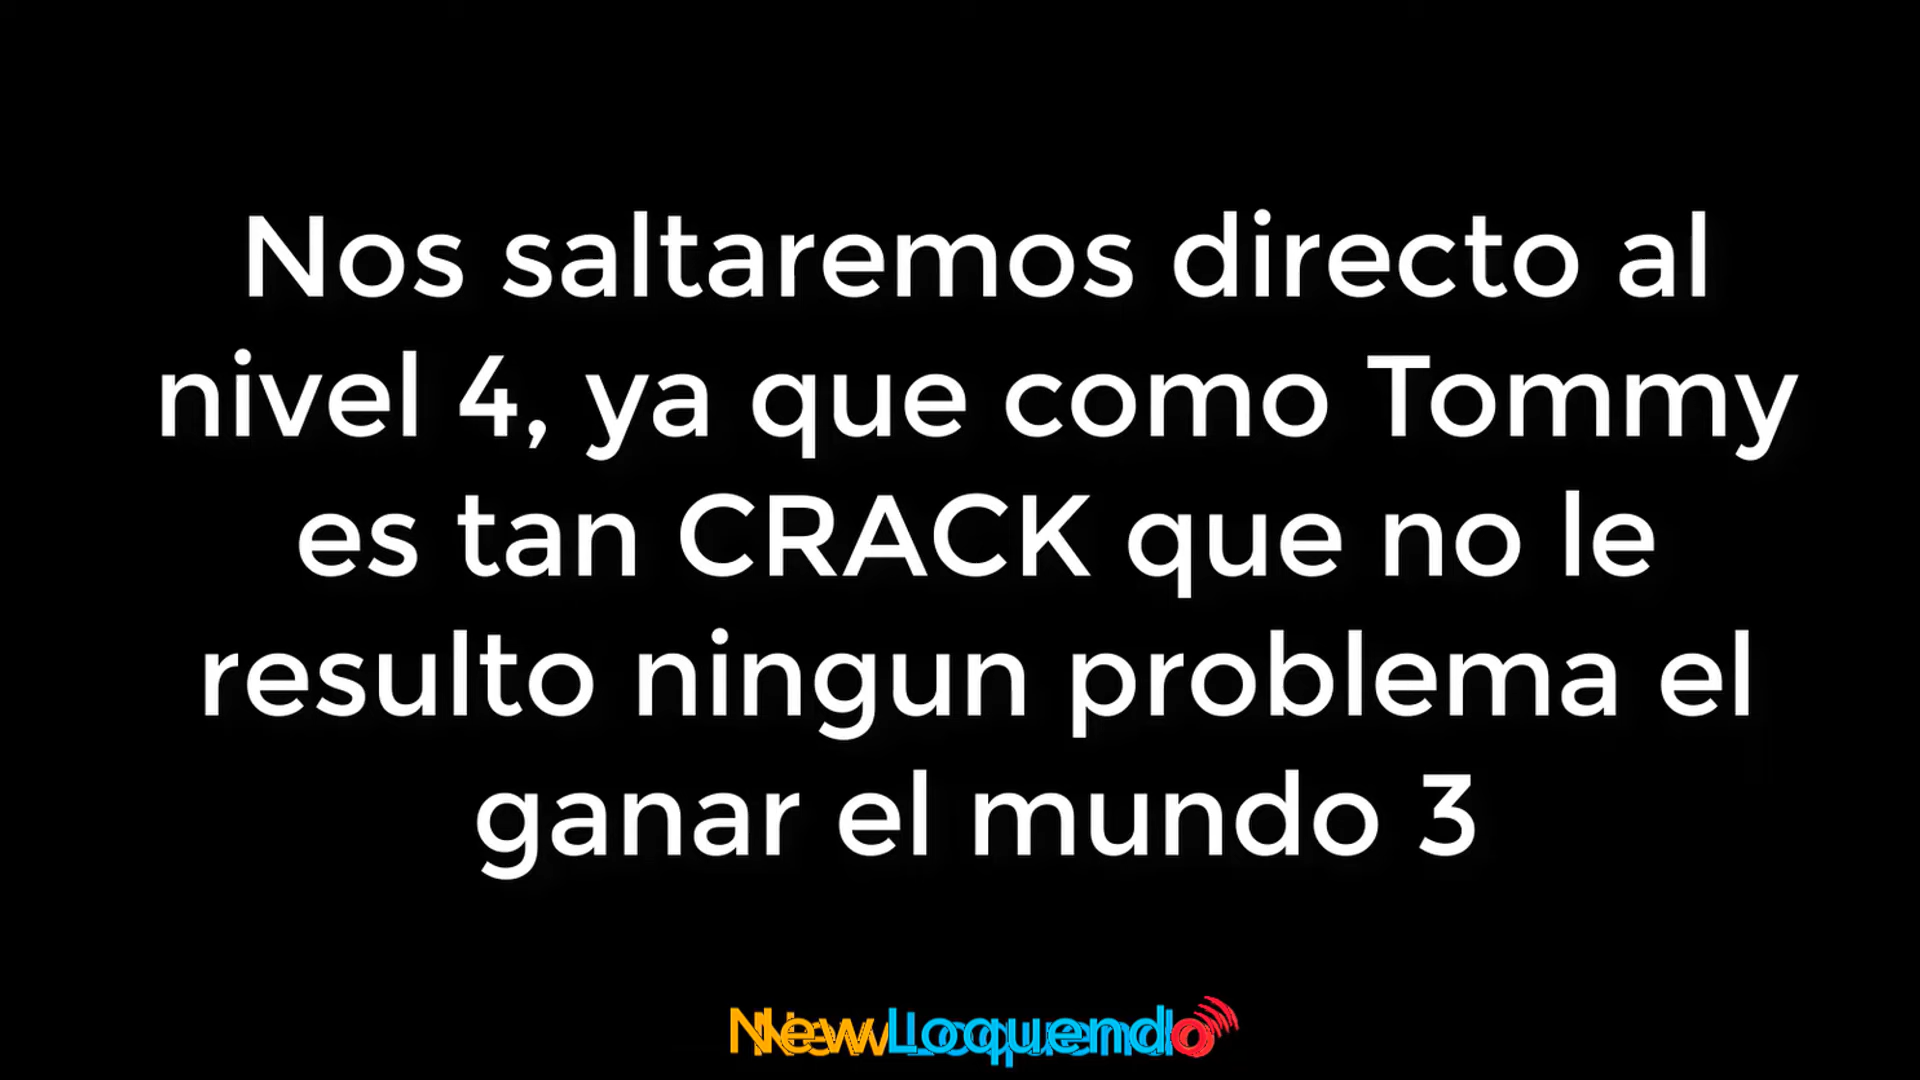 Nos saltaremos directo al
nivel 4, ya que como Tommy
es tan CRACK que no le
resulto ningun problema el
ganar el mundo 3
NewLoquendo